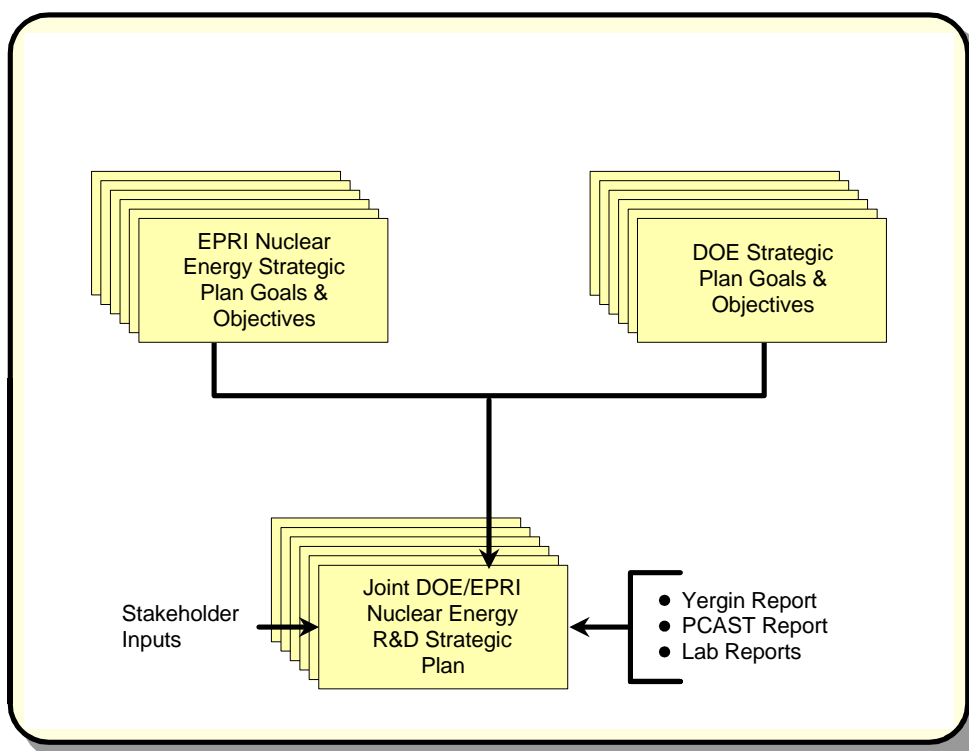 EPRI Nuclear
Energy Strategic
Plan Goals &
Objectives
DOE Strategic
Plan Goals &
Objectives
Joint DOE/EPRI
Nuclear Energy
R&D Strategic
Plan
Stakeholder
Inputs
● Yergin Report
● PCAST Report
● Lab Reports